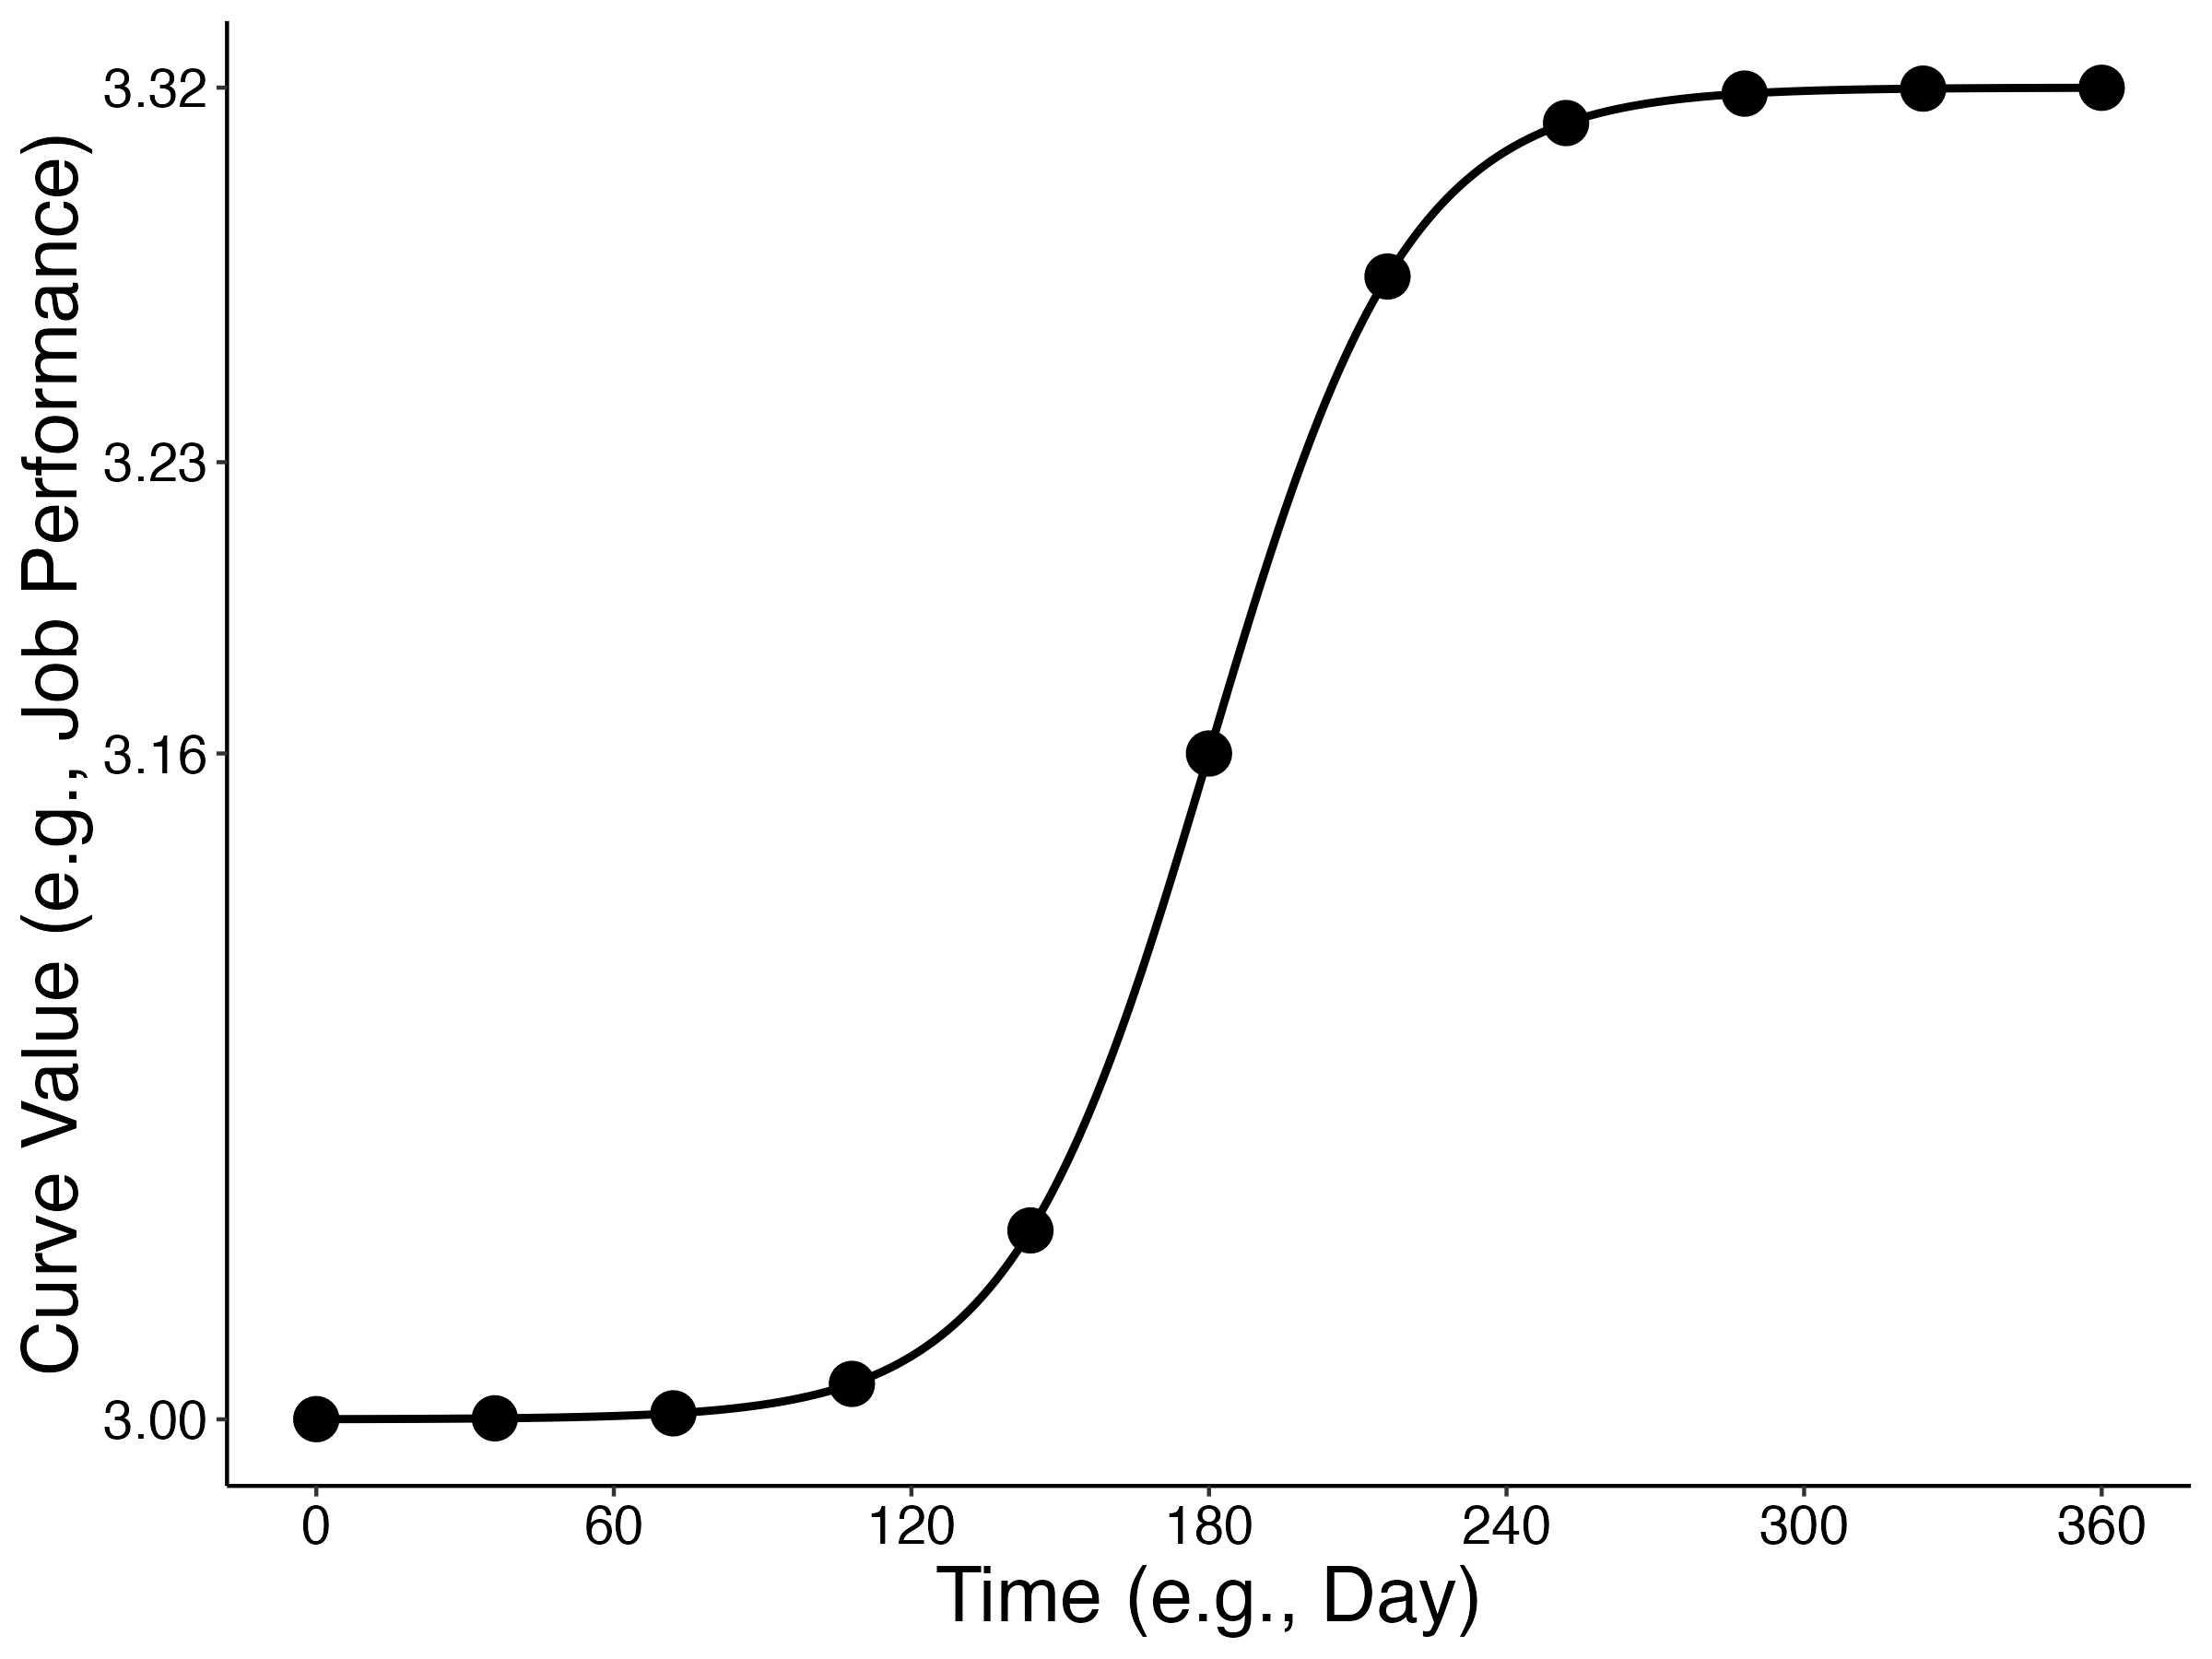 Curve Value (e.g., Job Performance)
3.32
3.23
3.16
3.00
0 60 120 180 240 300 360
Time (e.g., Day)